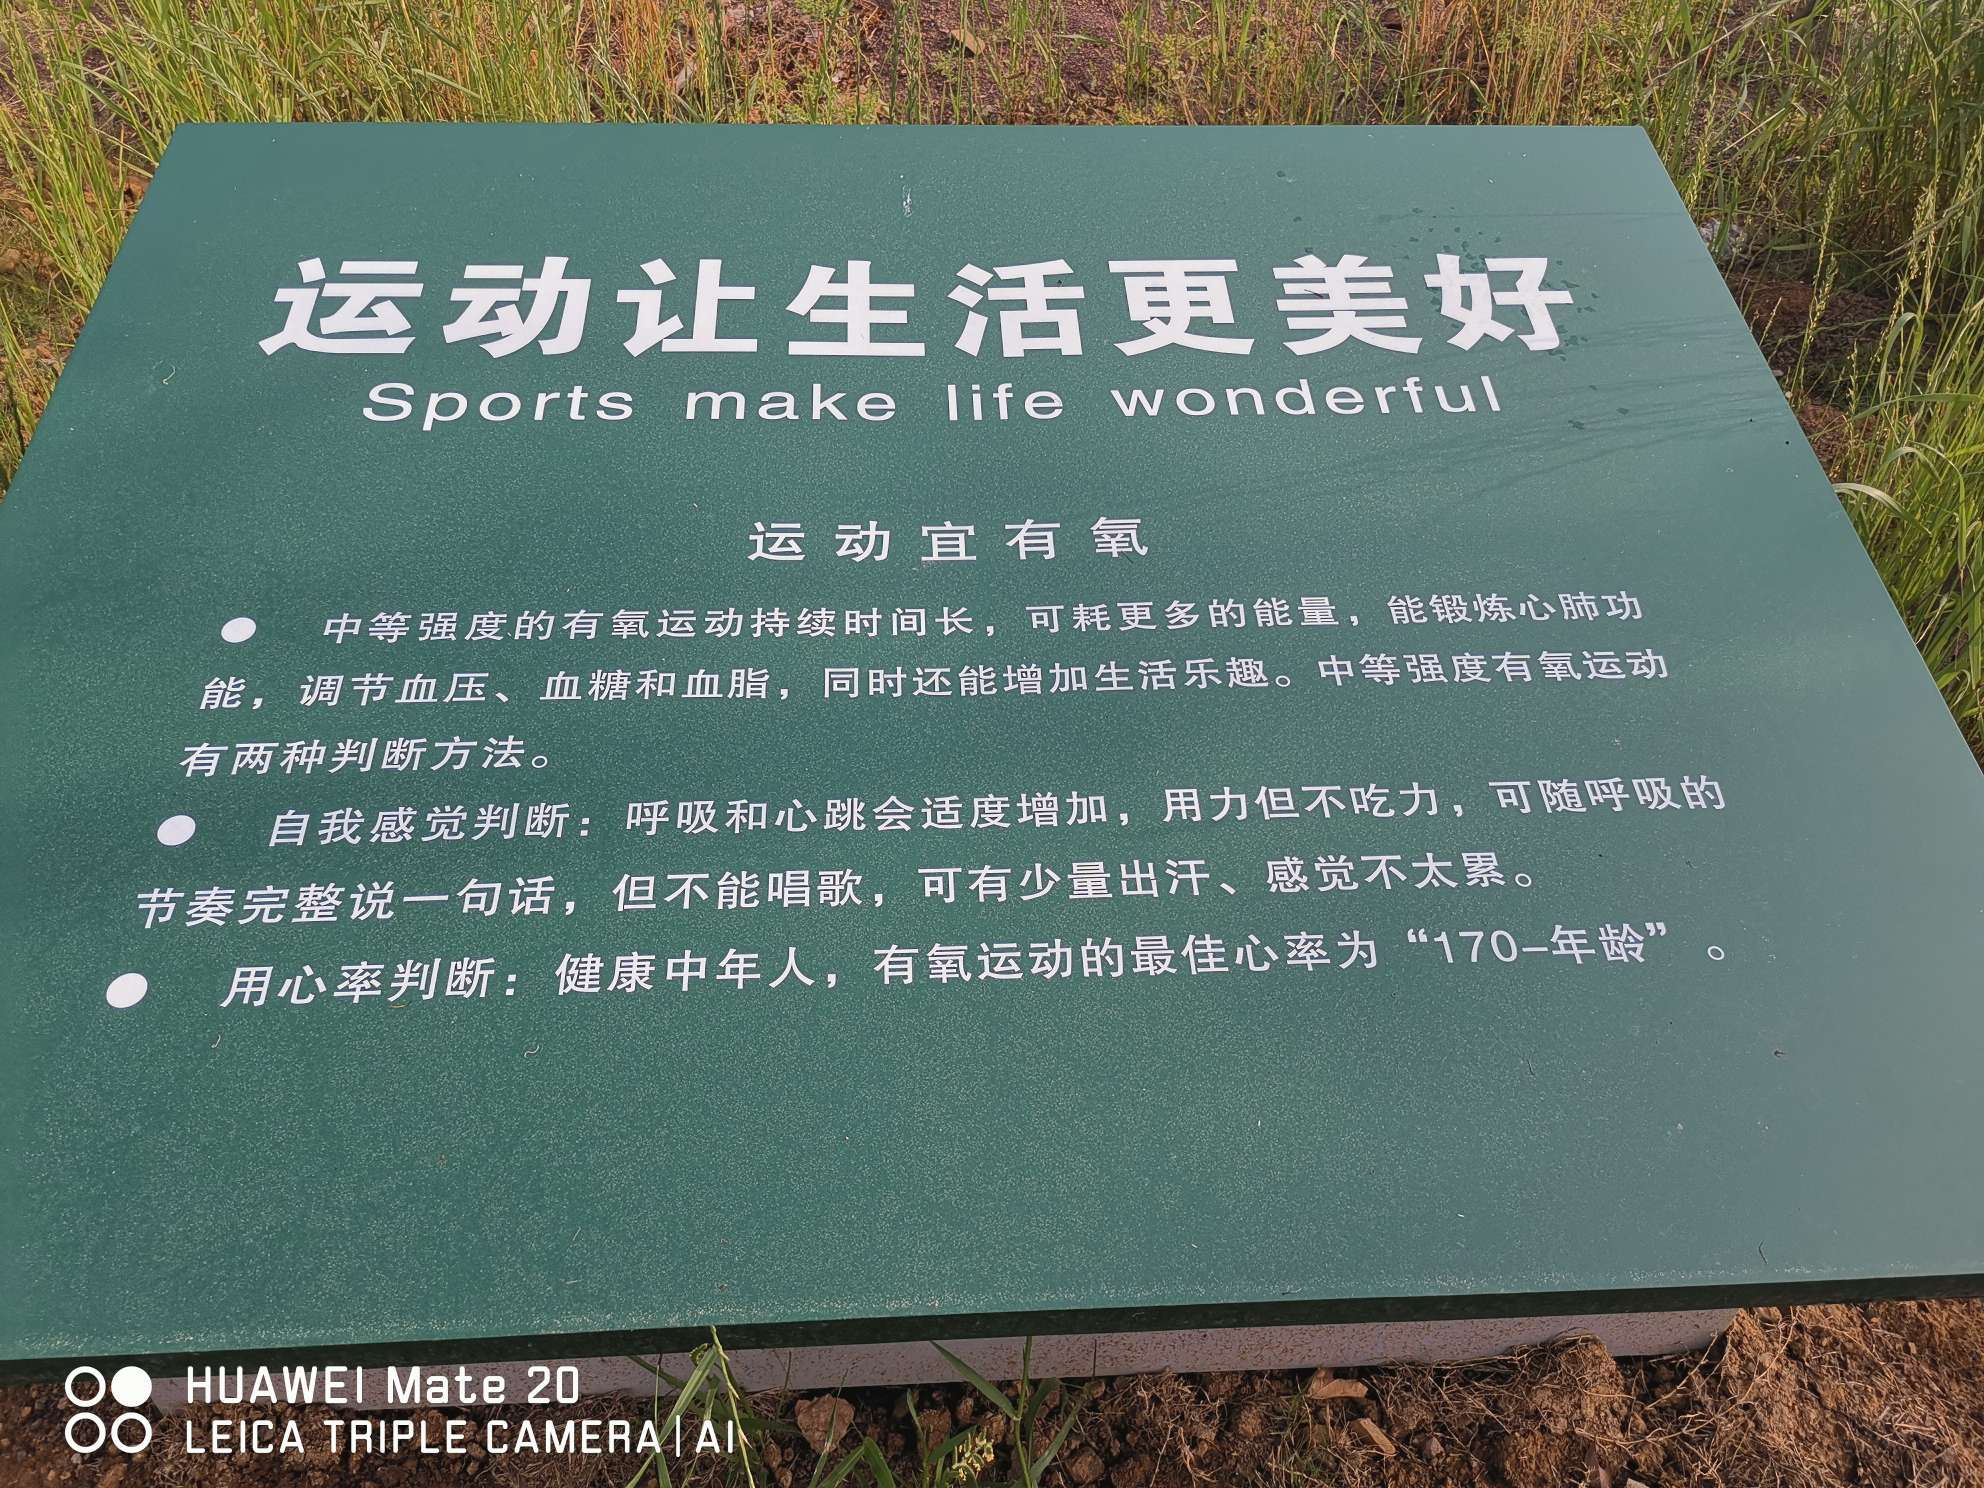 运动让生活更美好
Sports make life wonderful
运动宜有氧
● 中等强度的有氧运动持续时间长，可耗更多的能量，能锻炼心肺功
能，调节血压、血糖和血脂，同时还能增加生活乐趣。中等强度有氧运动
有两种判断方法。
● 自我感觉判断：呼吸和心跳会适度增加，用力但不吃力，可随呼吸的
节奏完整说一句话，但不能唱歌，可有少量出汗、感觉不太累。
● 用心率判断：健康中年人，有氧运动的最佳心率为“170-年龄”。
HUAWEI Mate 20
LEICA TRIPLE CAMERA | AI